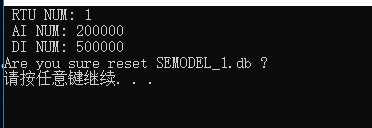 RTU NUM: 1
AI NUM: 200000
DI NUM: 500000
Are you sure reset SEMODEL_1.db ?
请按任意键继续. . .